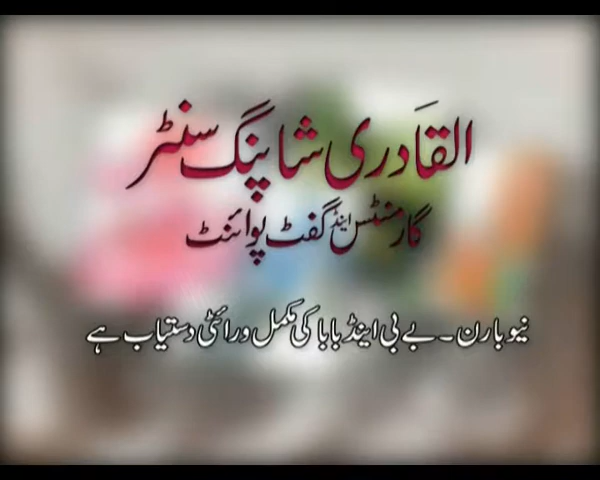 القادری شاپنگ سنٹر
گارمنٹس اینڈ گفٹ پوائنٹ
نیو بارن ۔ بے بی اینڈ بابا کی مکمل ورائٹی دستیاب ہے